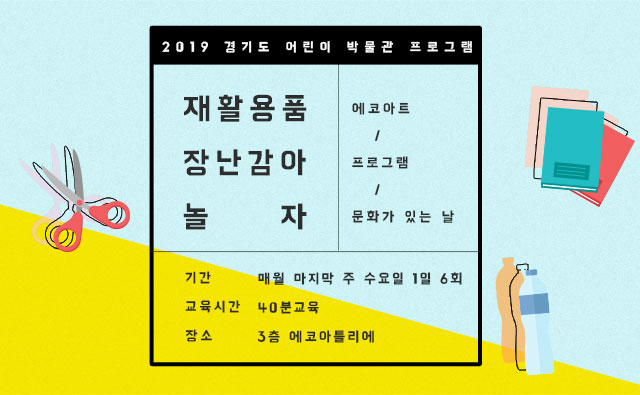 2019 경기도 어린이 박물관 프로그램
재활용품
장난감아
놀 자
에코아트
/
프로그램
/
문화가 있는 날
기간 매월 마지막 주 수요일 1일 6회
교육시간 40분교육
장소 3층 에코아틀리에